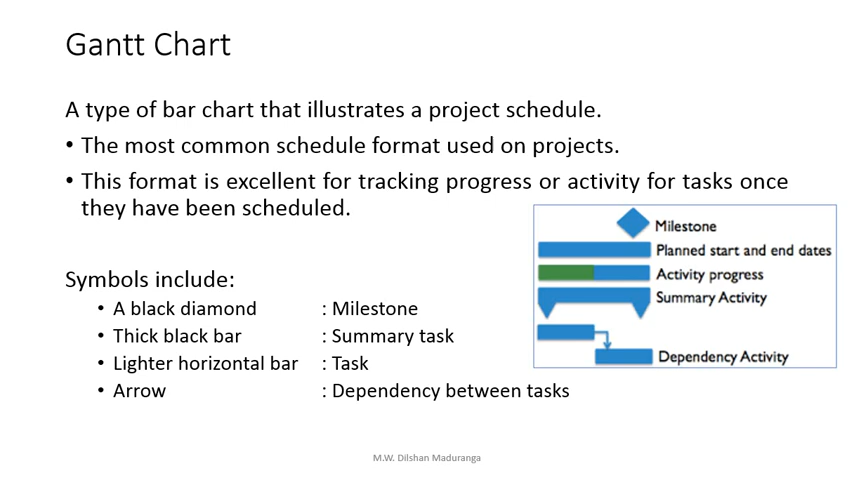 Gantt Chart
A type of bar chart that illustrates a project schedule.
• The most common schedule format used on projects.
• This format is excellent for tracking progress or activity for tasks once
they have been scheduled.
Milestone
Planned start and end dates
Activity progress
Summary Activity
Dependency Activity
Symbols include:
• A black diamond : Milestone
• Thick black bar : Summary task
• Lighter horizontal bar : Task
• Arrow : Dependency between tasks
M.W. Dilshan Maduranga